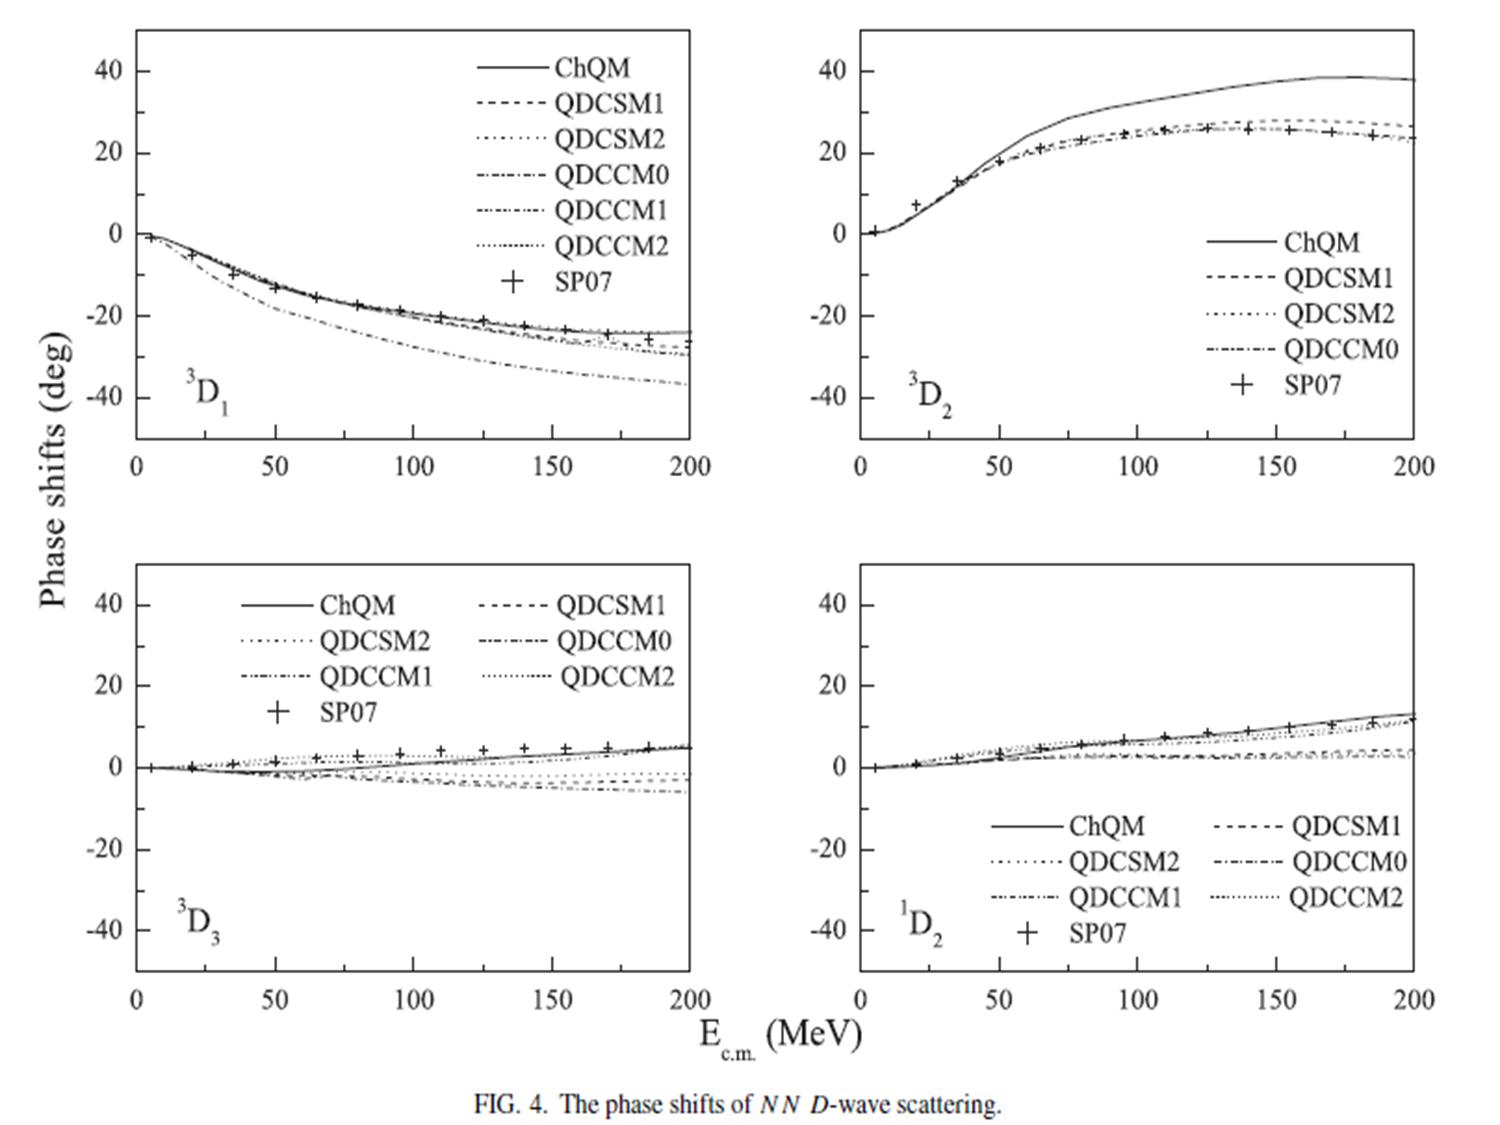 Phase shifts (deg)
40
20
0
-20
-40
ChQM
QDCSM1
QDCSM2
QDCCM0
QDCCM1
QDCCM2
SP07
3D1
0 50 100 150 200
40
20
0
-20
-40
ChQM
QDCSM1
QDCSM2
QDCCM0
SP07
3D2
0 50 100 150 200
40
20
0
-20
-40
ChQM QDCSM1
QDCSM2 QDCCM0
QDCCM1 QDCCM2
SP07
3D3
0 50 100 150 200
40
20
0
-20
-40
ChQM QDCSM1
QDCSM2 QDCCM0
QDCCM1 QDCCM2
SP07
1D2
0 50 100 150 200
Ec.m. (MeV)
FIG. 4. The phase shifts of NN D-wave scattering.